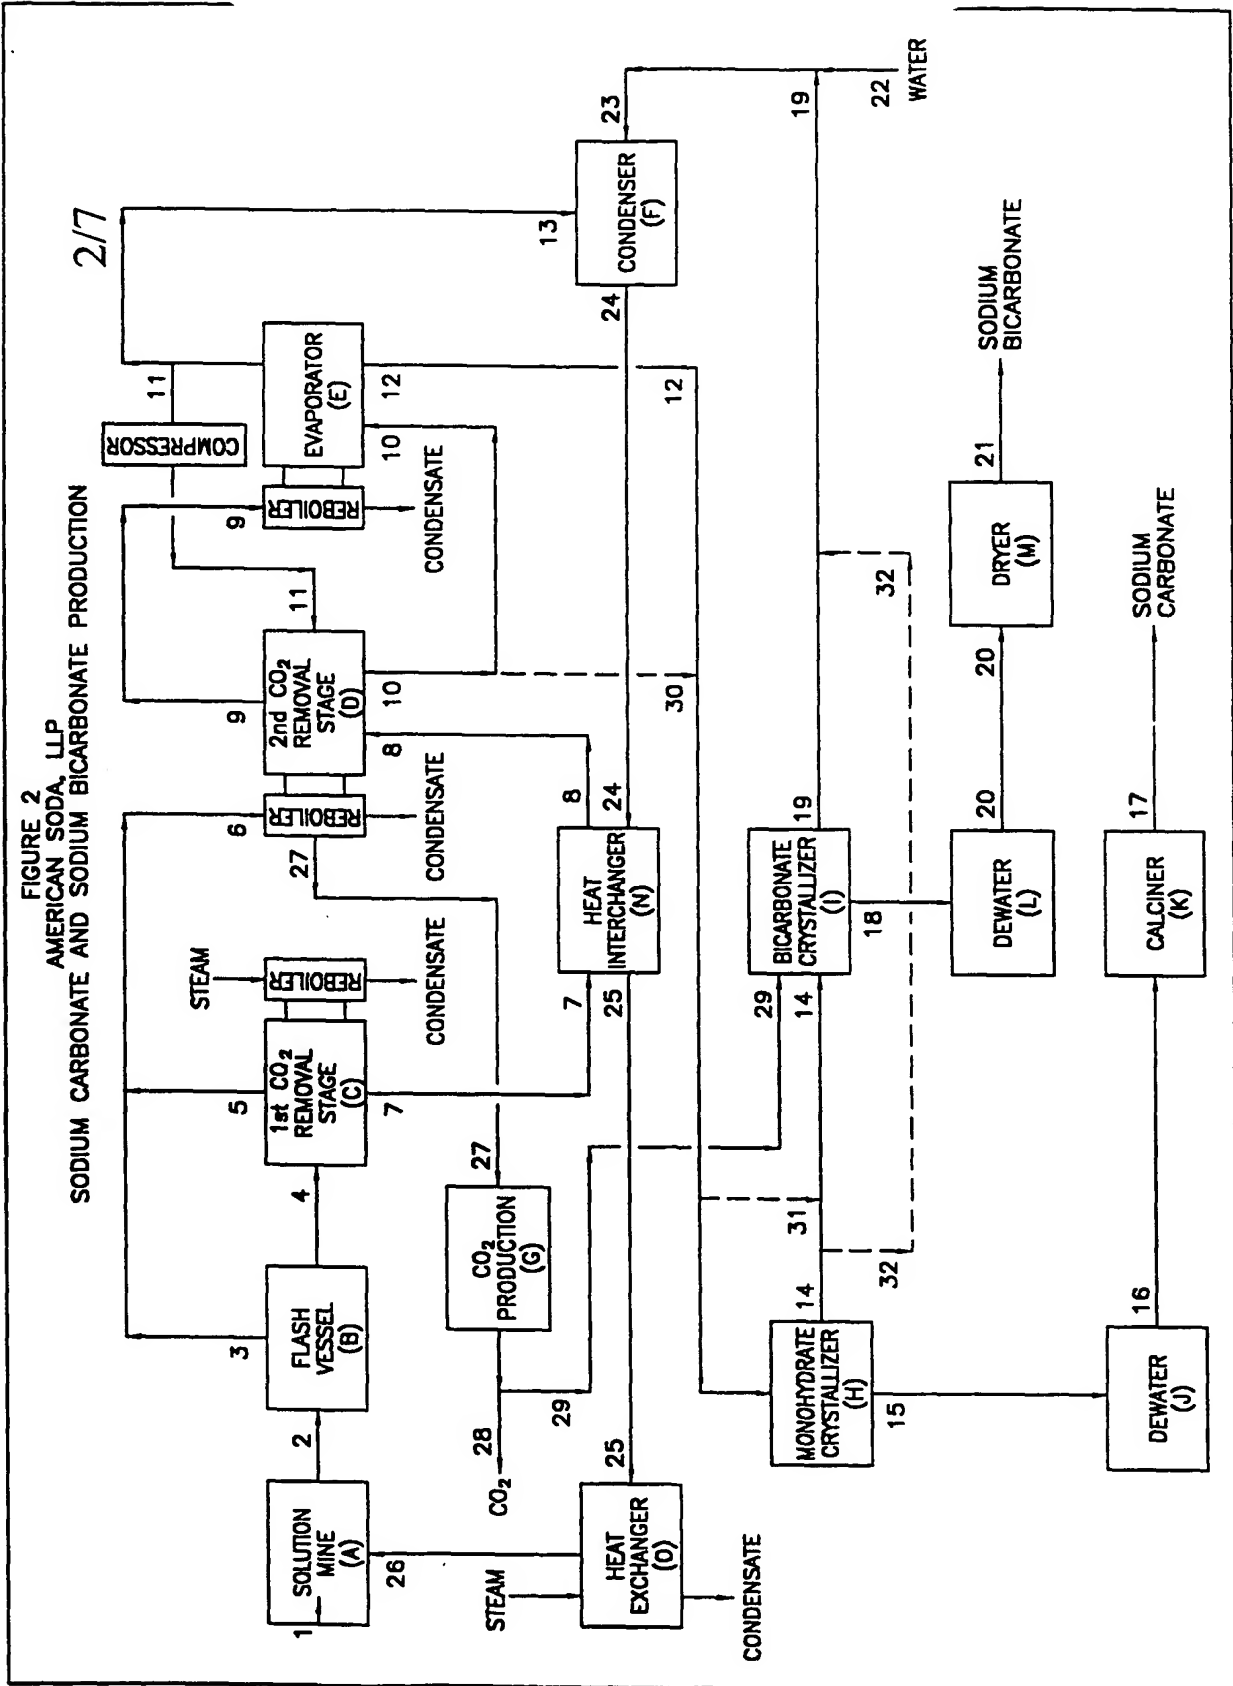 FIGURE 2
AMERICAN SODA, LLP
SODIUM CARBONATE AND SODIUM BICARBONATE PRODUCTION
2/7
1
SOLUTION
MINE
(A)
2
FLASH
VESSEL
(B)
3
4
1st CO2
REMOVAL
STAGE
(C)
5
STEAM
REBOILER
CONDENSATE
7
6
REBOILER
CONDENSATE
27
2nd CO2
REMOVAL
STAGE
(D)
9
8
10
11
COMPRESSOR
11
9
REBOILER
CONDENSATE
EVAPORATOR
(E)
10
12
13
27
CO2
PRODUCTION
(G)
28
CO2
29
26
STEAM
HEAT
EXCHANGER
(O)
CONDENSATE
25
7
25
HEAT
INTERCHANGER
(N)
8
24
24
CONDENSER
(F)
23
30
12
MONOHYDRATE
CRYSTALLIZER
(H)
14
15
32
31
29
14
BICARBONATE
CRYSTALLIZER
(I)
19
18
32
19
22
WATER
DEWATER
(L)
20
20
DRYER
(M)
21
SODIUM
BICARBONATE
DEWATER
(J)
16
CALCINER
(K)
17
SODIUM
CARBONATE